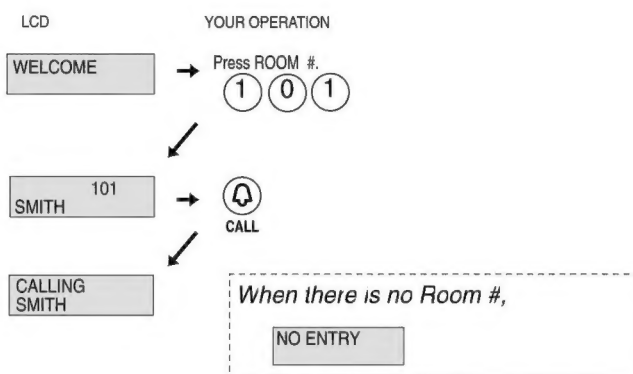 LCD YOUR OPERATION
WELCOME
Press ROOM #.
1 0 1
101
SMITH
CALL
CALLING
SMITH
When there is no Room #,
NO ENTRY